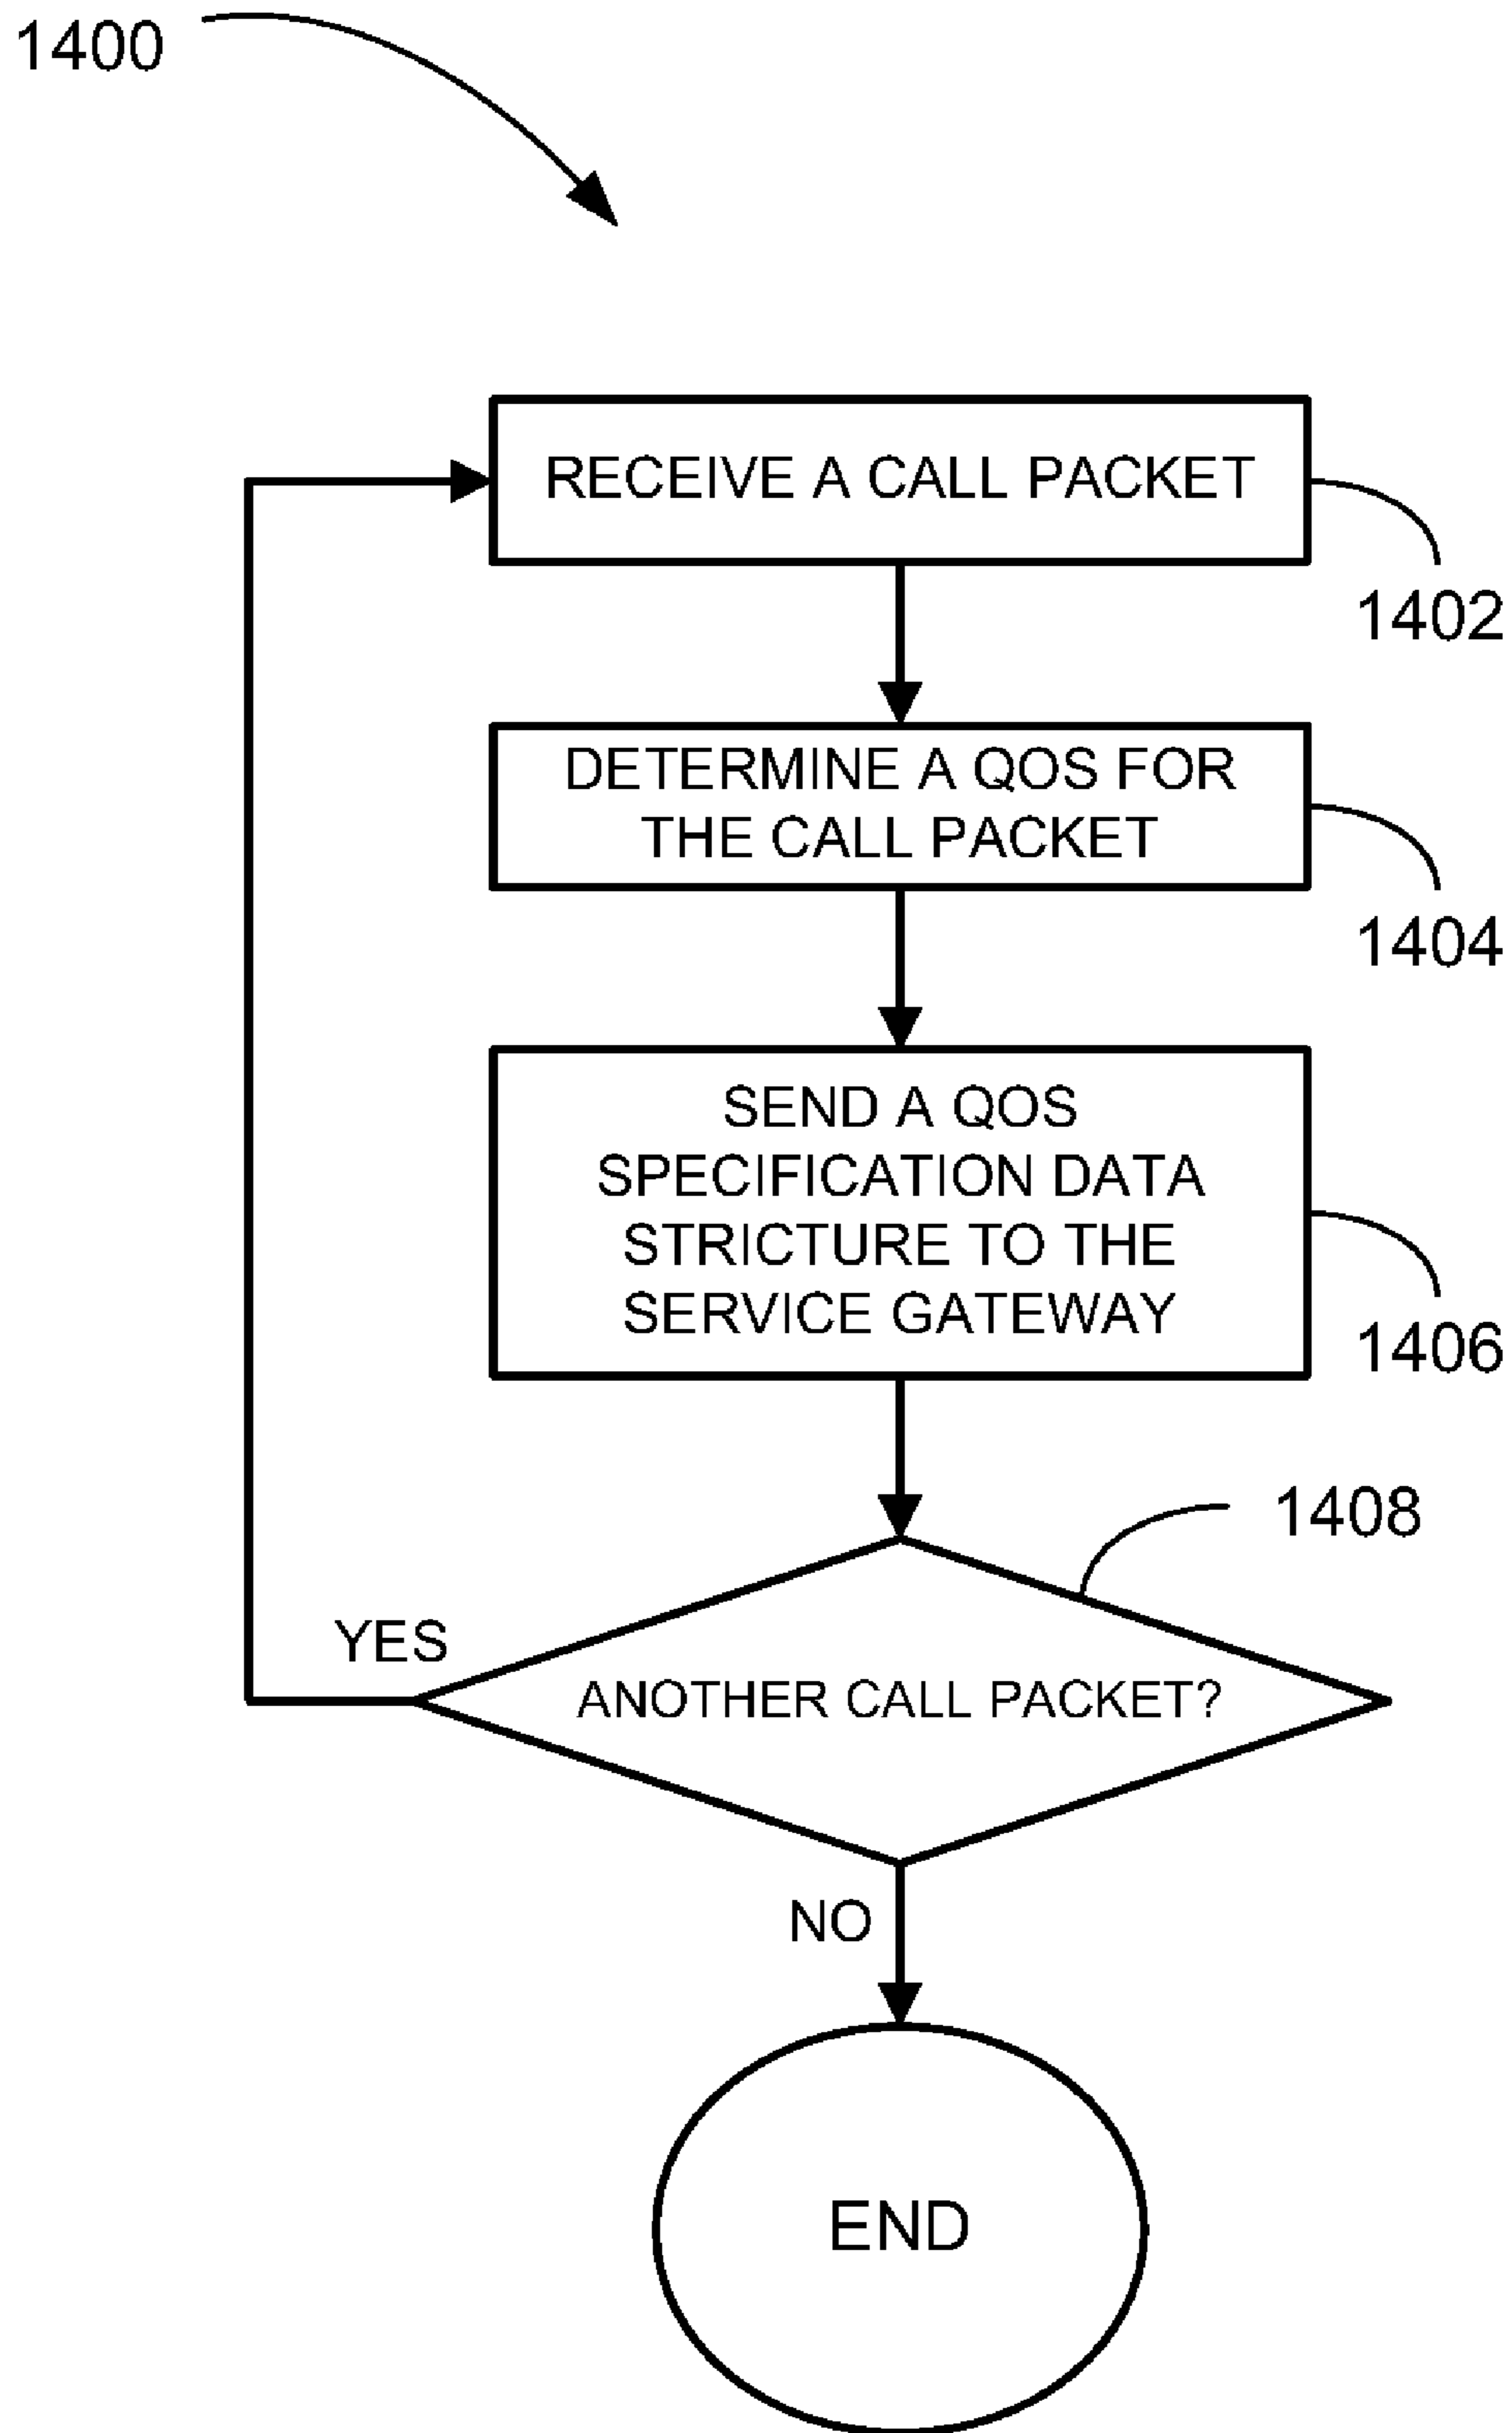 1400
RECEIVE A CALL PACKET
1402
DETERMINE A QOS FOR
THE CALL PACKET
1404
SEND A QOS
SPECIFICATION DATA
STRICTURE TO THE
SERVICE GATEWAY
1406
1408
YES
ANOTHER CALL PACKET?
NO
END